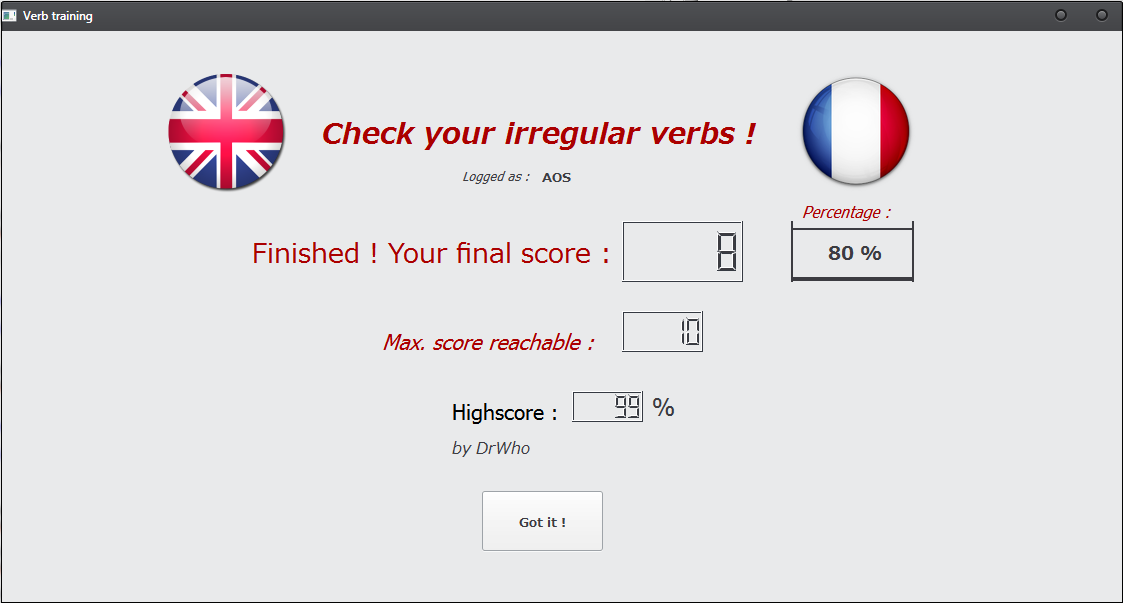 Verb training
Check your irregular verbs !
Logged as : AOS
Percentage :
Finished ! Your final score : 8
80 %
Max. score reachable : 10
Highscore : 99 %
by DrWho
Got it !